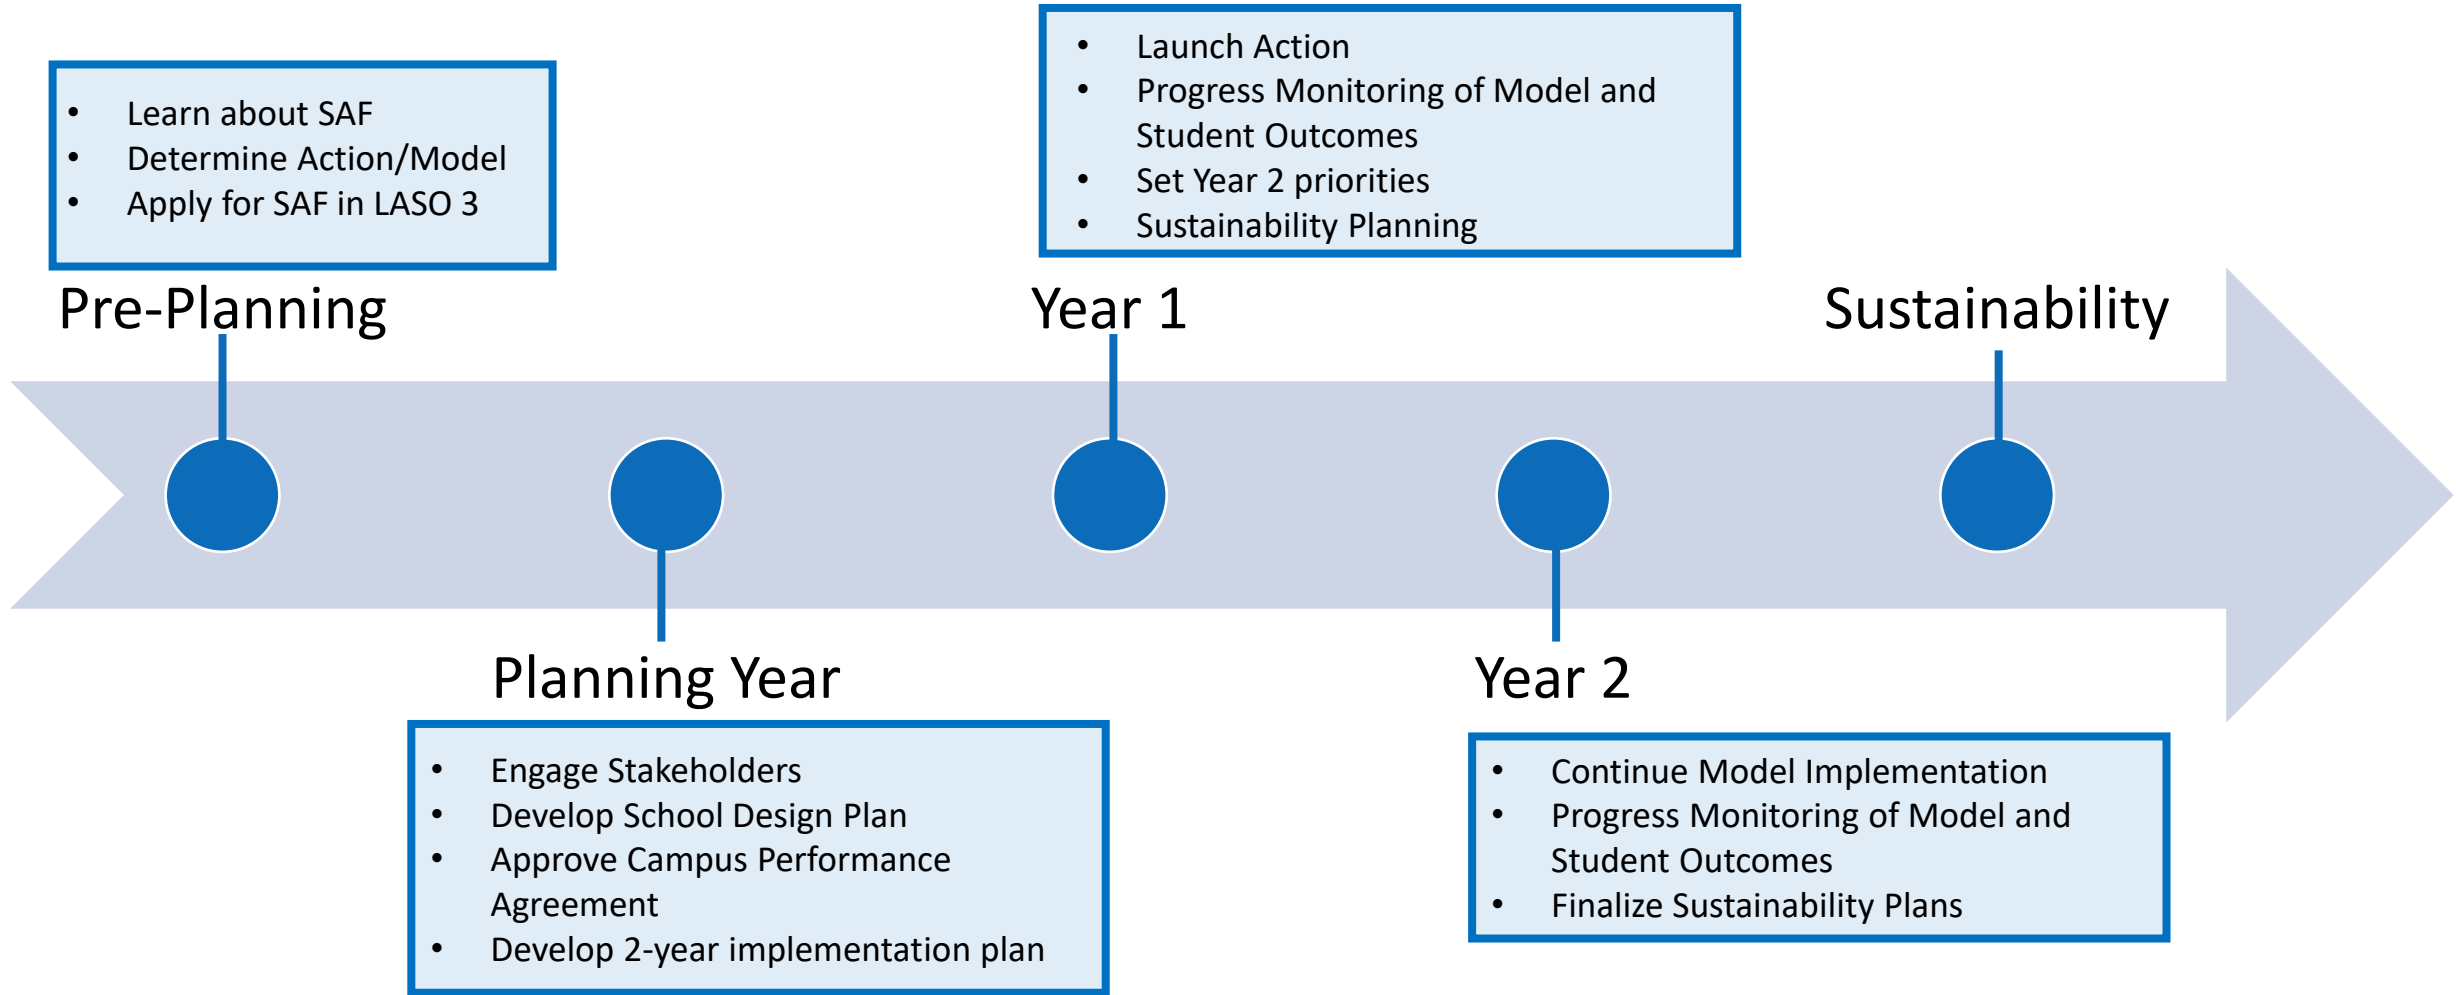 • Learn about SAF
• Determine Action/Model
• Apply for SAF in LASO 3
Pre-Planning
• Launch Action
• Progress Monitoring of Model and
Student Outcomes
• Set Year 2 priorities
• Sustainability Planning
Year 1
Sustainability
Planning Year
• Engage Stakeholders
• Develop School Design Plan
• Approve Campus Performance
Agreement
• Develop 2-year implementation plan
Year 2
• Continue Model Implementation
• Progress Monitoring of Model and
Student Outcomes
• Finalize Sustainability Plans